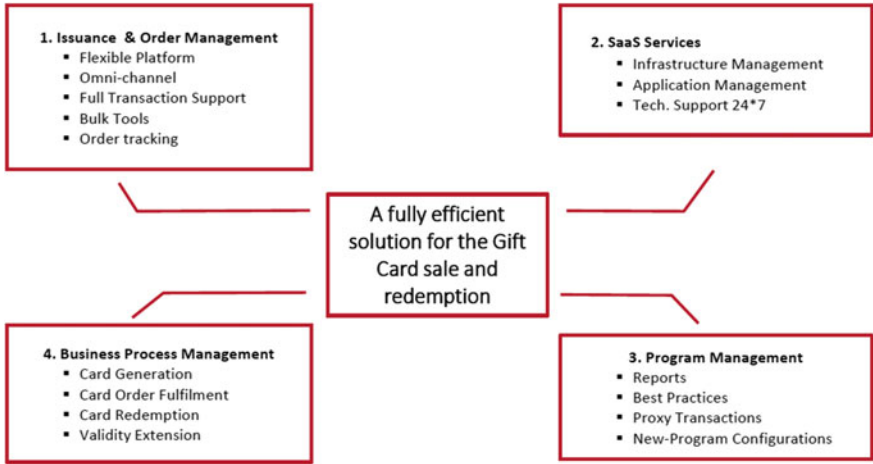 1. Issuance & Order Management
▪ Flexible Platform
▪ Omni-channel
▪ Full Transaction Support
▪ Bulk Tools
▪ Order tracking
2. SaaS Services
▪ Infrastructure Management
▪ Application Management
▪ Tech. Support 24*7
A fully efficient
solution for the Gift
Card sale and
redemption
4. Business Process Management
▪ Card Generation
▪ Card Order Fulfilment
▪ Card Redemption
▪ Validity Extension
3. Program Management
▪ Reports
▪ Best Practices
▪ Proxy Transactions
▪ New-Program Configurations